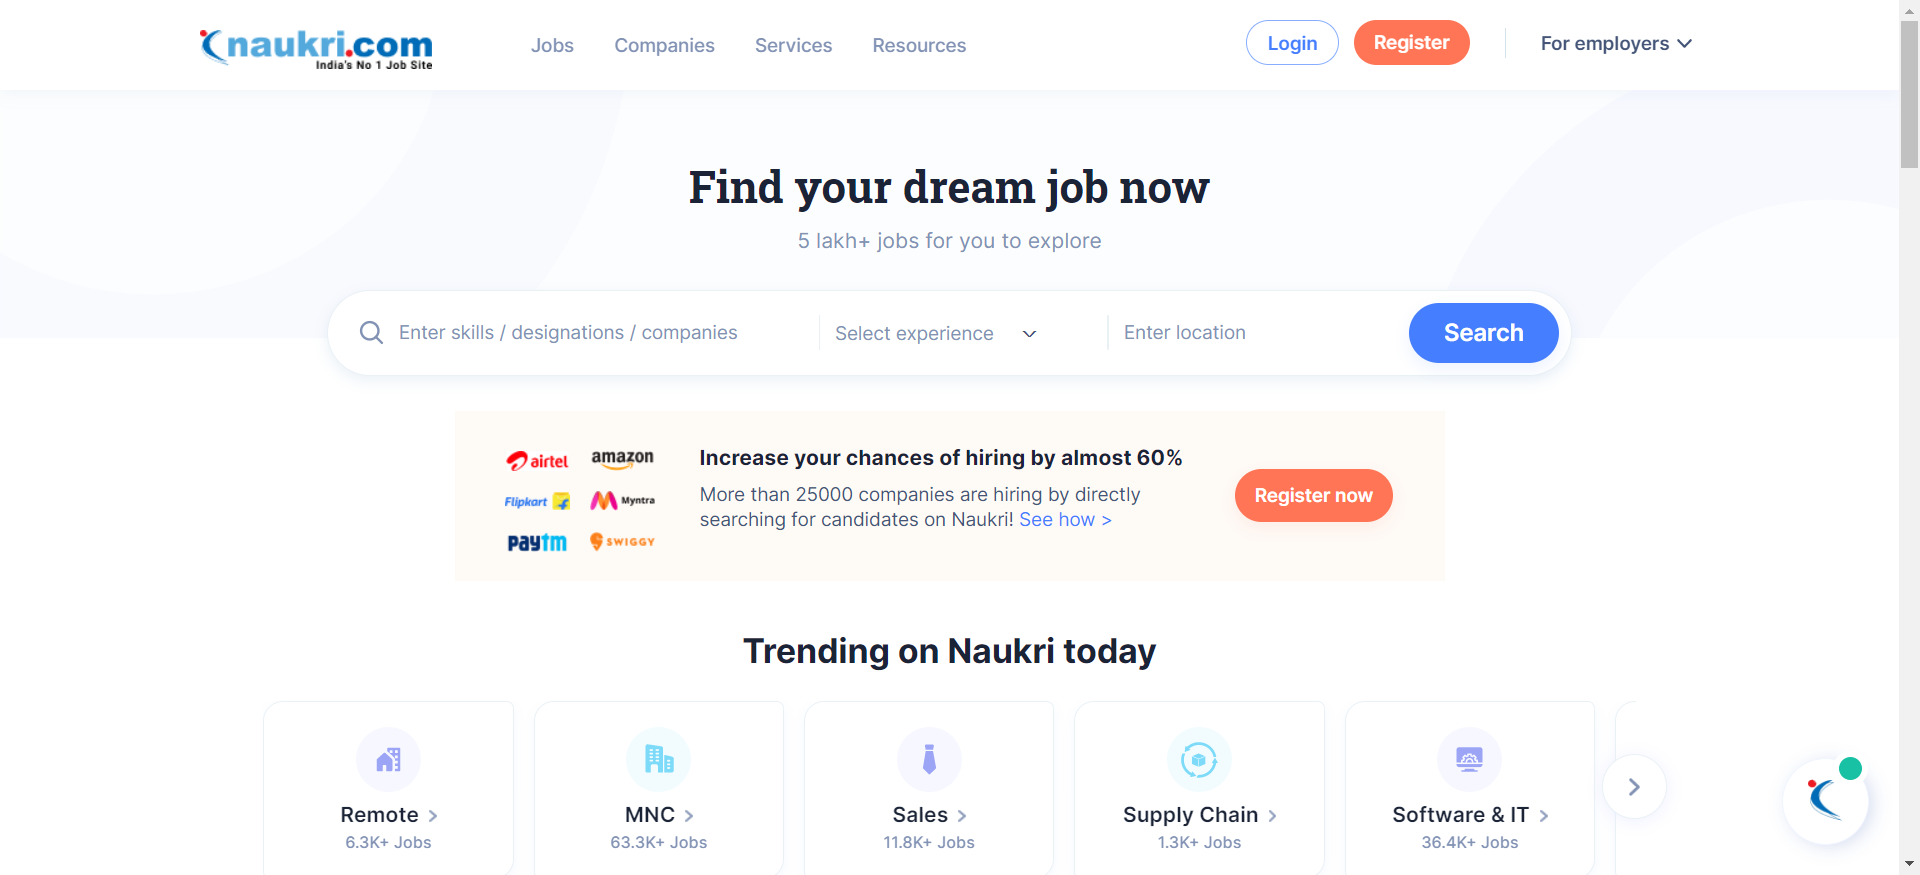 naukri.com
India's No 1 Job Site
Jobs
Companies
Services
Resources
Login
Register
For employers
Find your dream job now
5 lakh+ jobs for you to explore
Enter skills / designations / companies
Select experience
Enter location
Search
airtel
amazon
Flipkart
Myntra
paytm
SWIGGY
Increase your chances of hiring by almost 60%
More than 25000 companies are hiring by directly
searching for candidates on Naukri! See how >
Register now
Trending on Naukri today
Remote
6.3K+ Jobs
MNC
63.3K+ Jobs
Sales
11.8K+ Jobs
Supply Chain
1.3K+ Jobs
Software & IT
36.4K+ Jobs